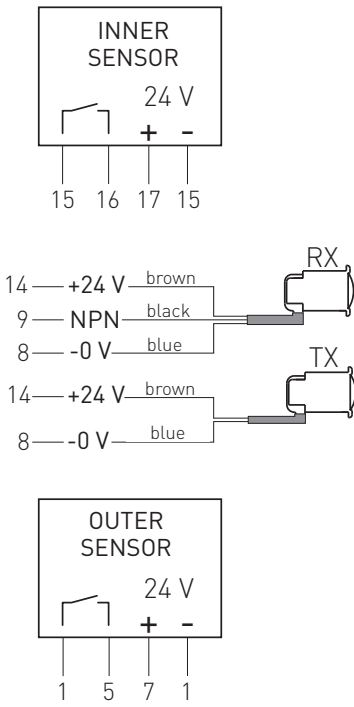 INNER
SENSOR
24 V
+ -
15 16 17 15
RX
14 +24 V brown
9 NPN black
8 -0 V blue
TX
14 +24 V brown
8 -0 V blue
OUTER
SENSOR
24 V
+ -
1 5 7 1